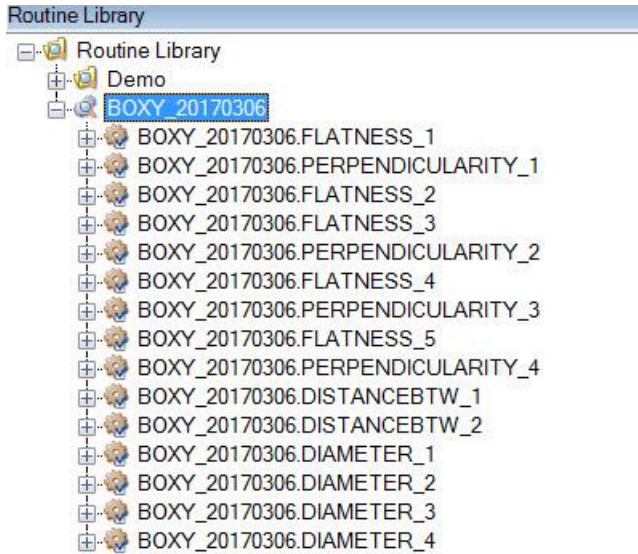 Routine Library
Routine Library
Demo
BOXY_20170306
BOXY_20170306.FLATNESS_1
BOXY_20170306.PERPENDICULARITY_1
BOXY_20170306.FLATNESS_2
BOXY_20170306.FLATNESS_3
BOXY_20170306.PERPENDICULARITY_2
BOXY_20170306.FLATNESS_4
BOXY_20170306.PERPENDICULARITY_3
BOXY_20170306.FLATNESS_5
BOXY_20170306.PERPENDICULARITY_4
BOXY_20170306.DISTANCEBTW_1
BOXY_20170306.DISTANCEBTW_2
BOXY_20170306.DIAMETER_1
BOXY_20170306.DIAMETER_2
BOXY_20170306.DIAMETER_3
BOXY_20170306.DIAMETER_4